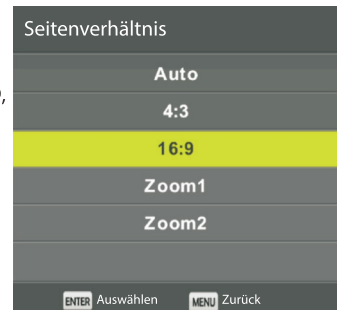 Seitenverhältnis
Auto
4:3
16:9
Zoom1
Zoom2
ENTER Auswählen MENU Zurück